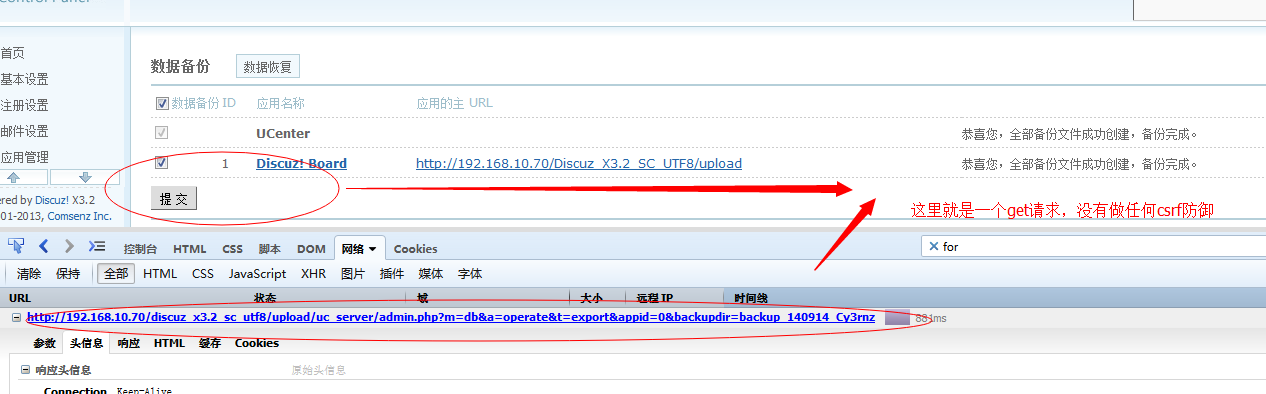 Control Panel
首页
基本设置
注册设置
邮件设置
应用管理
ered by Discuz! X3.2
01-2013, Comsenz Inc.
数据备份 数据恢复
数据备份 ID 应用名称 应用的主 URL
UCenter 恭喜您，全部备份文件成功创建，备份完成。
1 Discuz! Board http://192.168.10.70/Discuz_X3.2_SC_UTF8/upload 恭喜您，全部备份文件成功创建，备份完成。
提 交
这里就是一个get请求，没有做任何csrf防御
控制台 HTML CSS 脚本 DOM 网络 Cookies for
清除 保持 全部 HTML CSS JavaScript XHR 图片 插件 媒体 字体
URL 状态 域 大小 远程 IP 时间线
http://192.168.10.70/discuz_x3.2_sc_utf8/upload/uc_server/admin.php?m=db&a=operate&t=export&appid=0&backupdir=backup_140914_Cy3rnz 881ms
参数 头信息 响应 HTML 缓存 Cookies
响应头信息 原始头信息
Connection Keep-Alive